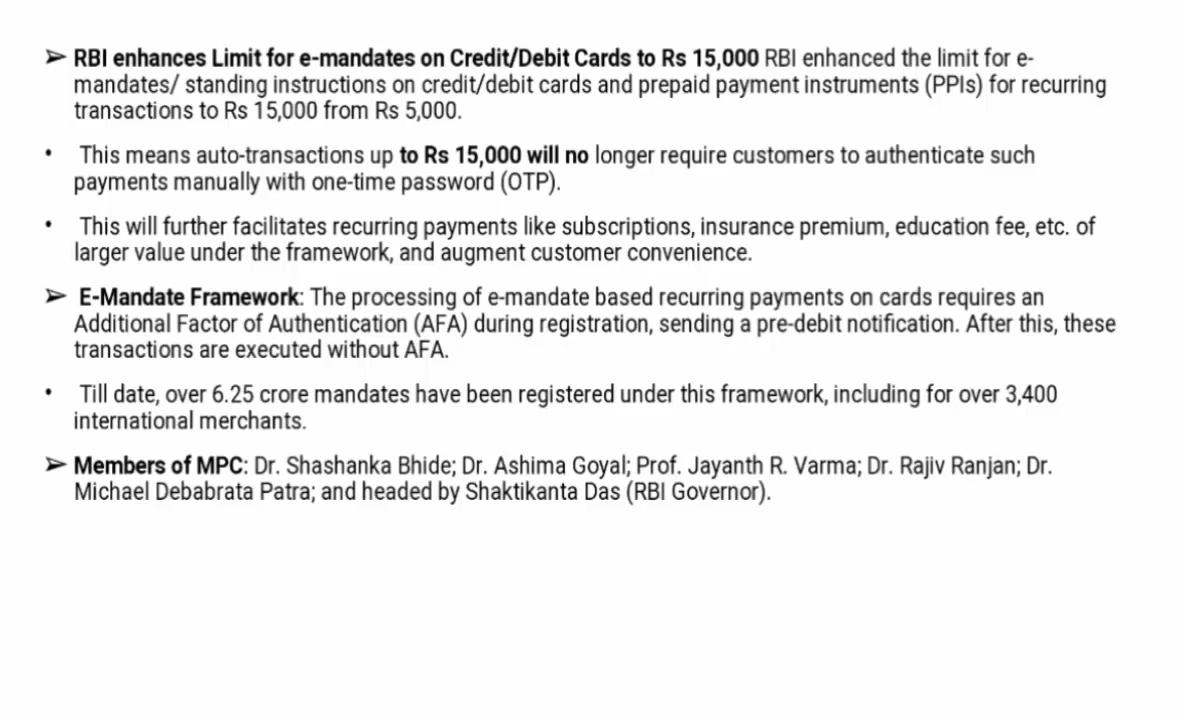 ➢ RBI enhances Limit for e-mandates on Credit/Debit Cards to Rs 15,000 RBI enhanced the limit for e-
mandates/ standing instructions on credit/debit cards and prepaid payment instruments (PPIs) for recurring
transactions to Rs 15,000 from Rs 5,000.
• This means auto-transactions up to Rs 15,000 will no longer require customers to authenticate such
payments manually with one-time password (OTP).
• This will further facilitates recurring payments like subscriptions, insurance premium, education fee, etc. of
larger value under the framework, and augment customer convenience.
➢ E-Mandate Framework: The processing of e-mandate based recurring payments on cards requires an
Additional Factor of Authentication (AFA) during registration, sending a pre-debit notification. After this, these
transactions are executed without AFA.
• Till date, over 6.25 crore mandates have been registered under this framework, including for over 3,400
international merchants.
➢ Members of MPC: Dr. Shashanka Bhide; Dr. Ashima Goyal; Prof. Jayanth R. Varma; Dr. Rajiv Ranjan; Dr.
Michael Debabrata Patra; and headed by Shaktikanta Das (RBI Governor).